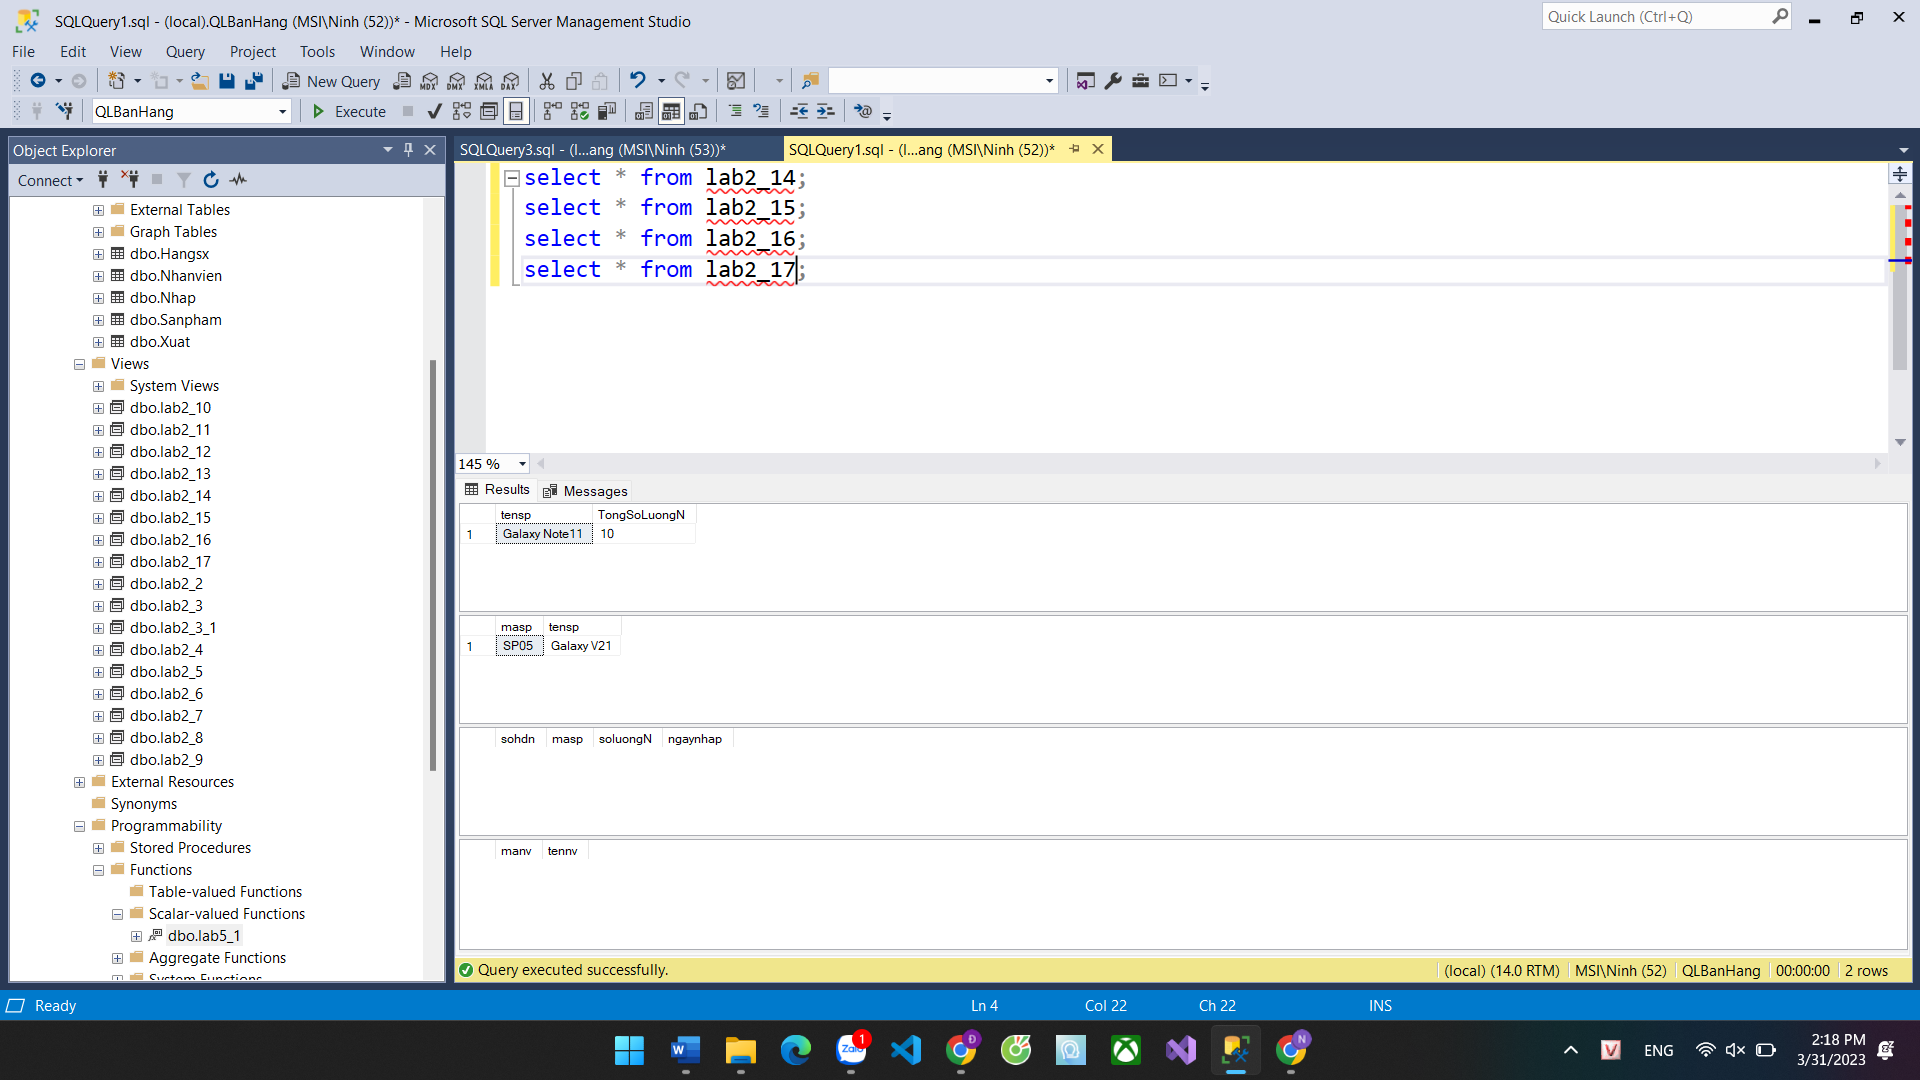 SQLQuery1.sql - (local).QLBanHang (MSI\Ninh (52))* - Microsoft SQL Server Management Studio
Quick Launch (Ctrl+Q)
File Edit View Query Project Tools Window Help
New Query MDX DMX XMLA DAX
QLBanHang Execute
Object Explorer
Connect
External Tables
Graph Tables
dbo.Hangsx
dbo.Nhanvien
dbo.Nhap
dbo.Sanpham
dbo.Xuat
Views
System Views
dbo.lab2_10
dbo.lab2_11
dbo.lab2_12
dbo.lab2_13
dbo.lab2_14
dbo.lab2_15
dbo.lab2_16
dbo.lab2_17
dbo.lab2_2
dbo.lab2_3
dbo.lab2_3_1
dbo.lab2_4
dbo.lab2_5
dbo.lab2_6
dbo.lab2_7
dbo.lab2_8
dbo.lab2_9
External Resources
Synonyms
Programmability
Stored Procedures
Functions
Table-valued Functions
Scalar-valued Functions
dbo.lab5_1
Aggregate Functions
System Functions
SQLQuery3.sql - (l...ang (MSI\Ninh (53))*
SQLQuery1.sql - (l...ang (MSI\Ninh (52))*
select * from lab2_14;
select * from lab2_15;
select * from lab2_16;
select * from lab2_17;
145 %
Results Messages
tensp TongSoLuongN
1 Galaxy Note11 10
masp tensp
1 SP05 Galaxy V21
sohdn masp soluongN ngaynhap
manv tennv
Query executed successfully. (local) (14.0 RTM) MSI\Ninh (52) QLBanHang 00:00:00 2 rows
Ready Ln 4 Col 22 Ch 22 INS
Zalo 1 Đ N
V ENG 2:18 PM
3/31/2023